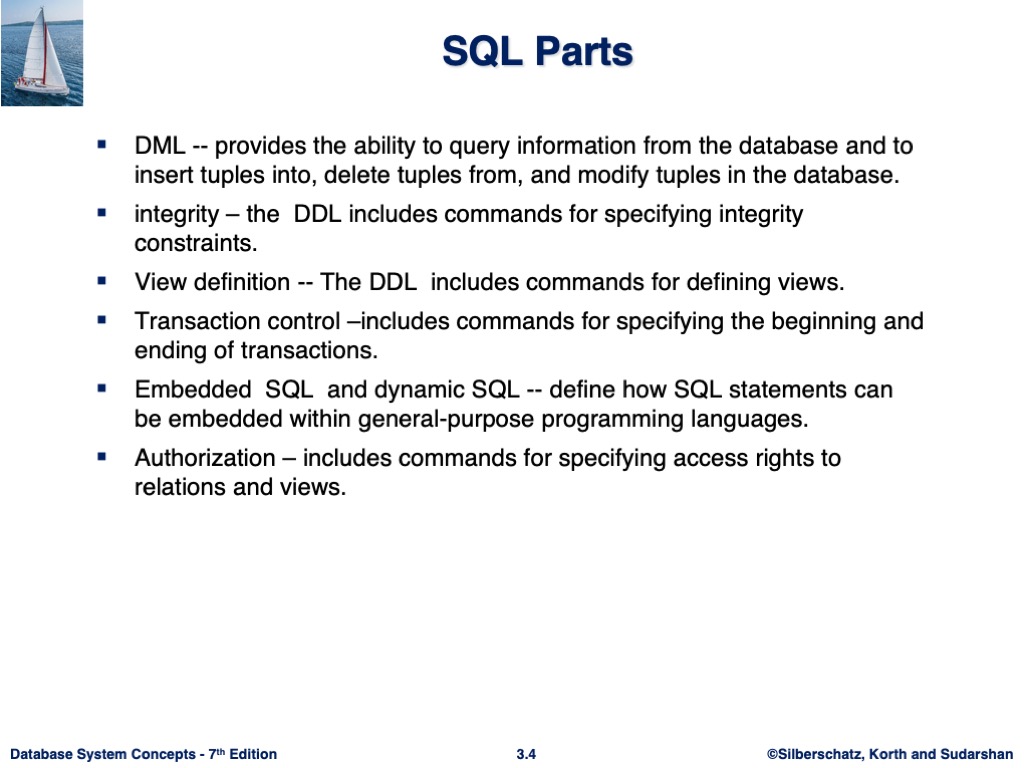 SQL Parts
▪ DML -- provides the ability to query information from the database and to
insert tuples into, delete tuples from, and modify tuples in the database.
▪ integrity – the  DDL includes commands for specifying integrity
constraints.
▪ View definition -- The DDL  includes commands for defining views.
▪ Transaction control –includes commands for specifying the beginning and
ending of transactions.
▪ Embedded  SQL  and dynamic SQL -- define how SQL statements can
be embedded within general-purpose programming languages.
▪ Authorization – includes commands for specifying access rights to
relations and views.
Database System Concepts - 7th Edition
3.4
©Silberschatz, Korth and Sudarshan